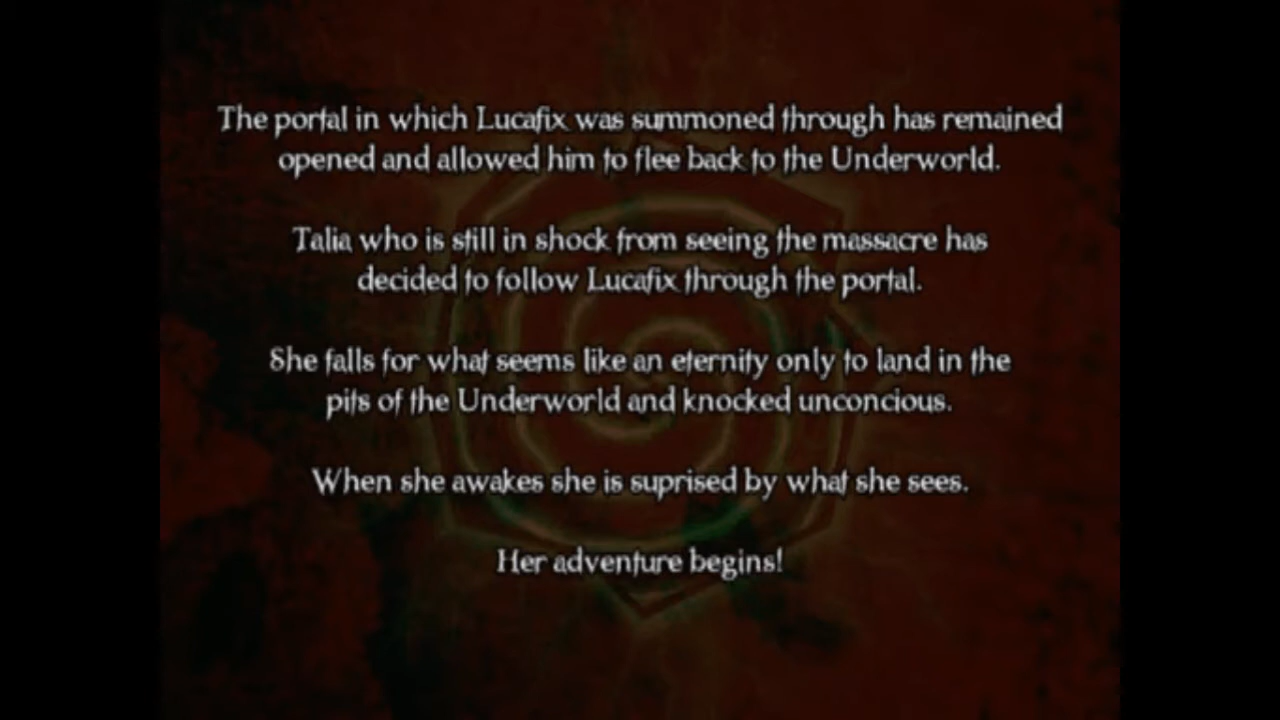 The portal in which Lucafix was summoned through has remained
opened and allowed him to flee back to the Underworld.
Talia who is still in shock from seeing the massacre has
decided to follow Lucafix through the portal.
She falls for what seems like an eternity only to land in the
pits of the Underworld and knocked unconcious.
When she awakes she is suprised by what she sees.
Her adventure begins!